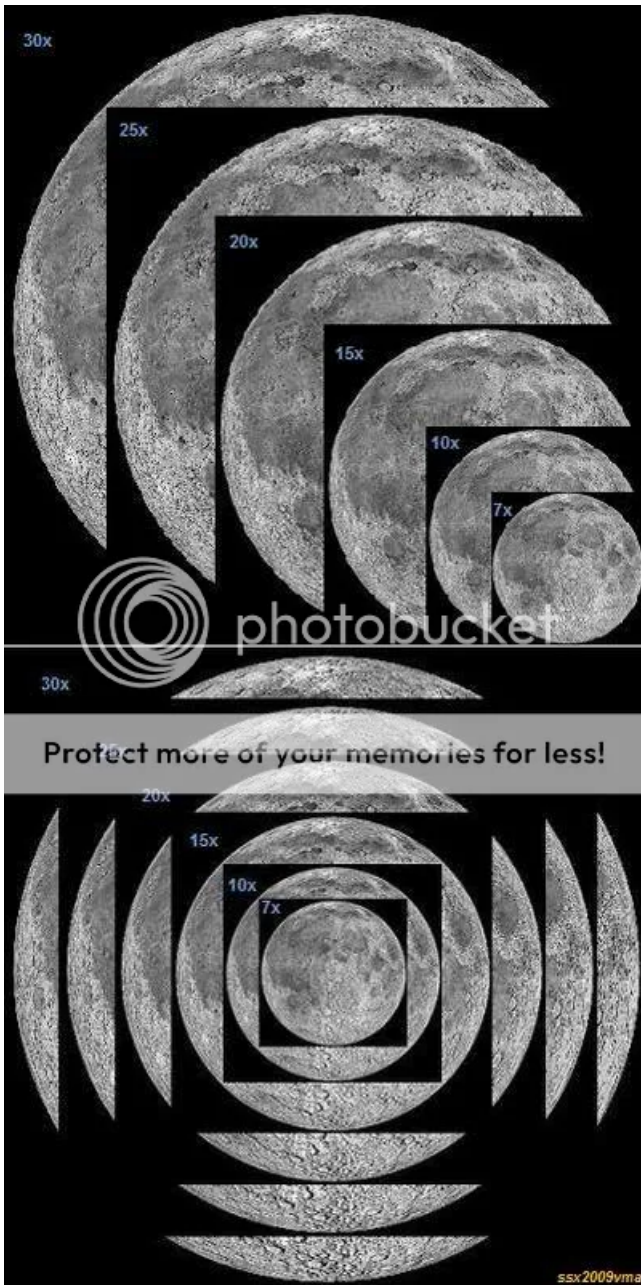 30x
25x
20x
15x
10x
7x
photobucket
30x
Protect more of your memories for less!
25x
20x
15x
10x
7x
ssx2009vma